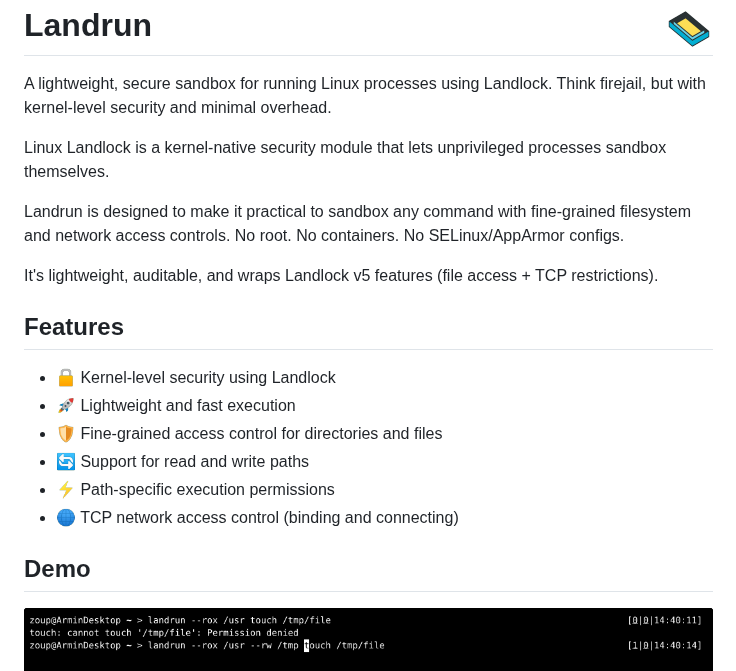 Landrun
A lightweight, secure sandbox for running Linux processes using Landlock. Think firejail, but with
kernel-level security and minimal overhead.
Linux Landlock is a kernel-native security module that lets unprivileged processes sandbox
themselves.
Landrun is designed to make it practical to sandbox any command with fine-grained filesystem
and network access controls. No root. No containers. No SELinux/AppArmor configs.
It's lightweight, auditable, and wraps Landlock v5 features (file access + TCP restrictions).
Features
• 🔒 Kernel-level security using Landlock
• 🚀 Lightweight and fast execution
• 🛡️ Fine-grained access control for directories and files
• 🔄 Support for read and write paths
• ⚡ Path-specific execution permissions
• 🌐 TCP network access control (binding and connecting)
Demo
zoup@ArminDesktop ~ > landrun --rox /usr touch /tmp/file [0|0|14:40:11]
touch: cannot touch '/tmp/file': Permission denied
zoup@ArminDesktop ~ > landrun --rox /usr --rw /tmp touch /tmp/file [1|0|14:40:14]